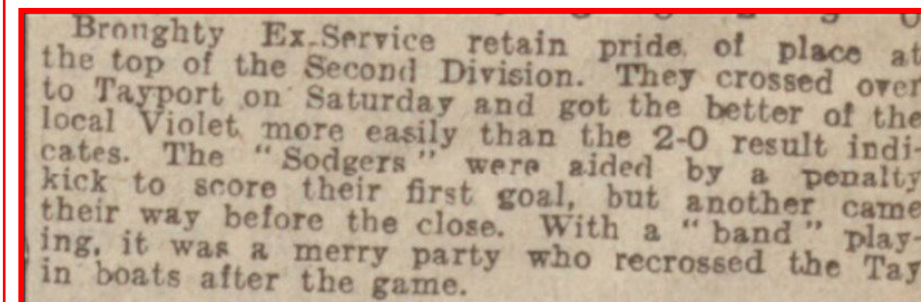 Broughty Ex-Service retain pride of place at
the top of the Second Division. They crossed over
to Tayport on Saturday and got the better of the
local Violet more easily than the 2-0 result indi-
cates. The "Sodgers" were aided by a penalty
kick to score their first goal, but another came
their way before the close. With a "band" play-
ing, it was a merry party who recrossed the Tay
in boats after the game.